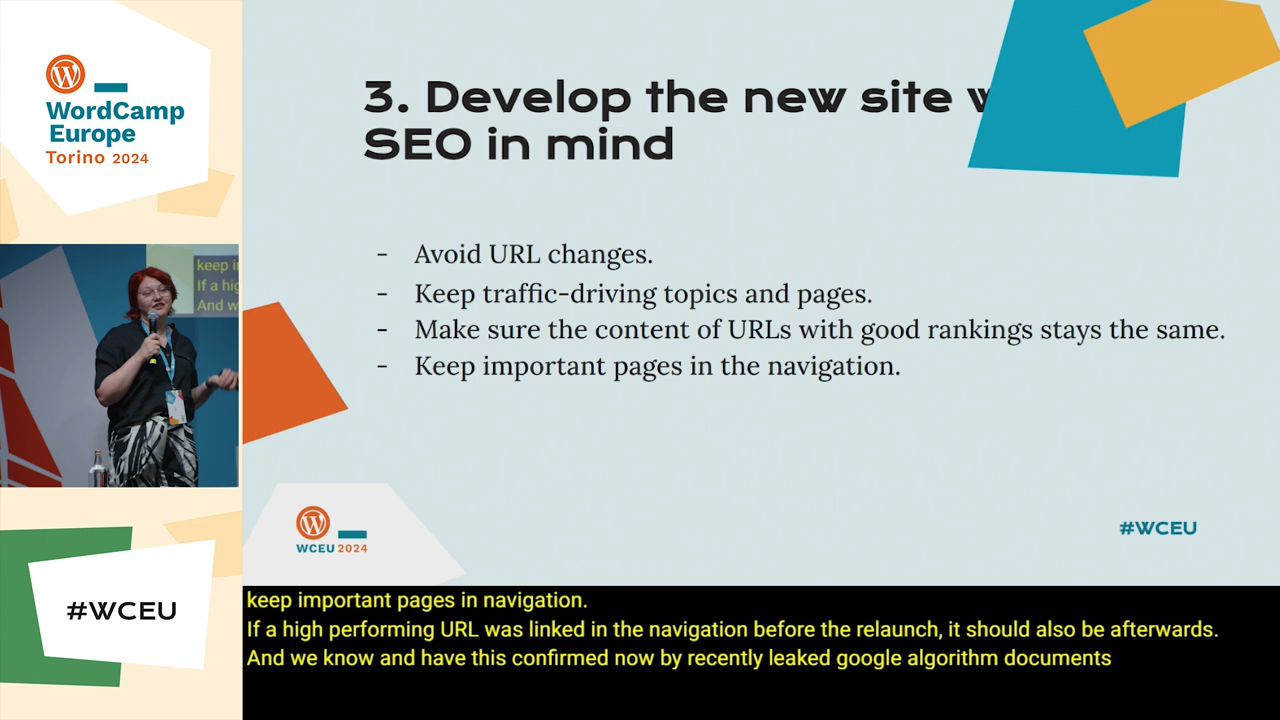 WordCamp
Europe
Torino 2024
3. Develop the new site
SEO in mind
- Avoid URL changes.
- Keep traffic-driving topics and pages.
- Make sure the content of URLs with good rankings stays the same.
- Keep important pages in the navigation.
WCEU 2024
#WCEU
keep i
If a hig
And w
#WCEU
keep important pages in navigation.
If a high performing URL was linked in the navigation before the relaunch, it should also be afterwards.
And we know and have this confirmed now by recently leaked google algorithm documents